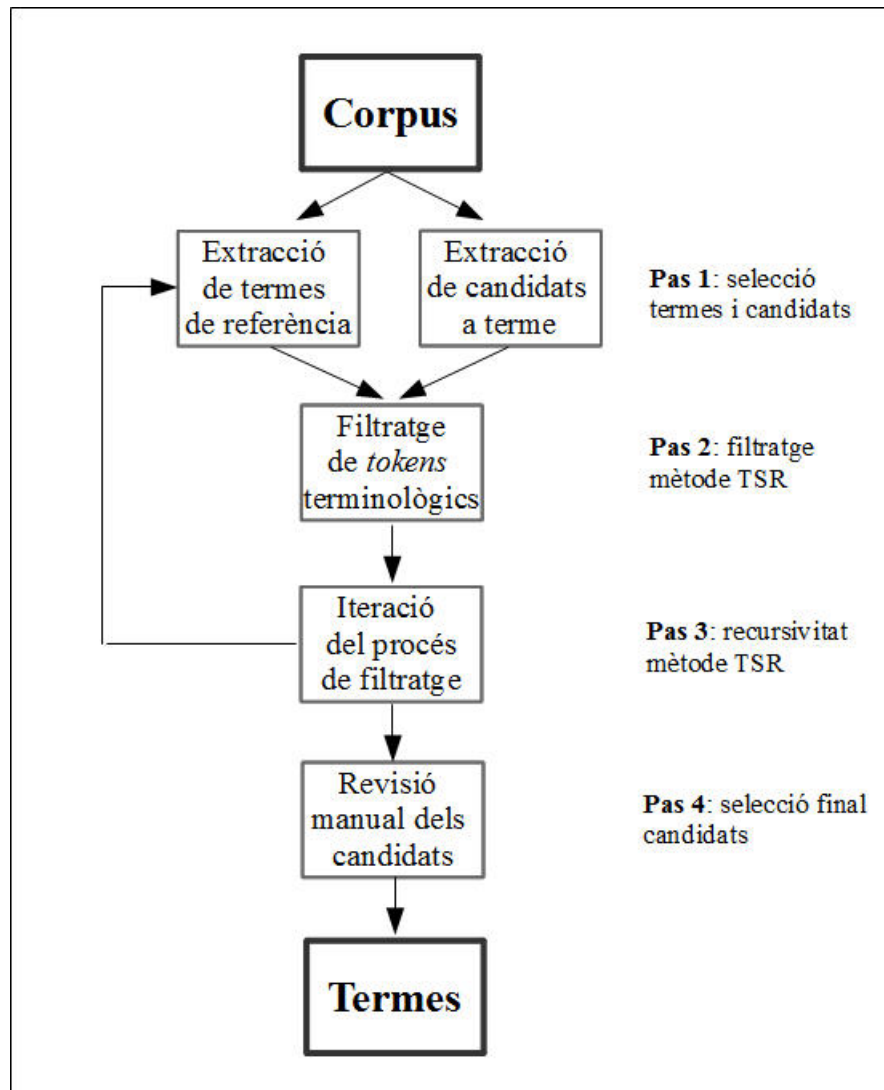 Corpus
Extracció
de termes
de referència
Extracció
de candidats
a terme
Pas 1: selecció
termes i candidats
Filtratge
de tokens
terminològics
Pas 2: filtratge
mètode TSR
Iteració
del procés
de filtratge
Pas 3: recursivitat
mètode TSR
Revisió
manual dels
candidats
Pas 4: selecció final
candidats
Termes